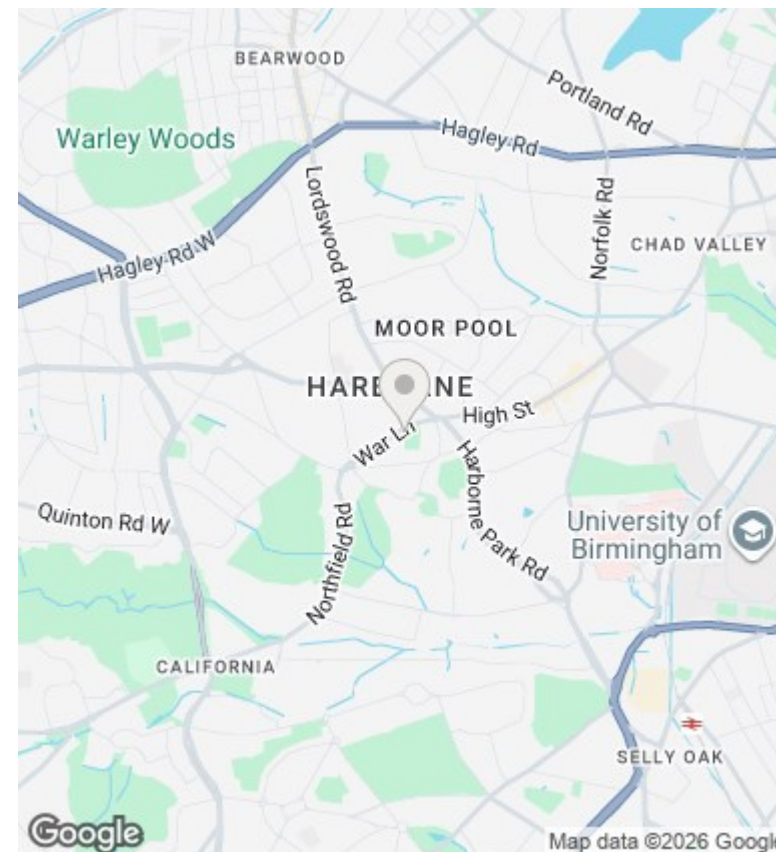 BEARWOOD
Portland Rd
Warley Woods
Hagley Rd
Lordswood Rd
Norfolk Rd
CHAD VALLEY
Hagley Rd W
MOOR POOL
High St
War Ln
Harborne Park Rd
Quinton Rd W
Northfield Rd
University of
Birmingham
CALIFORNIA
SELLY OAK
Google
Map data ©2026 Google